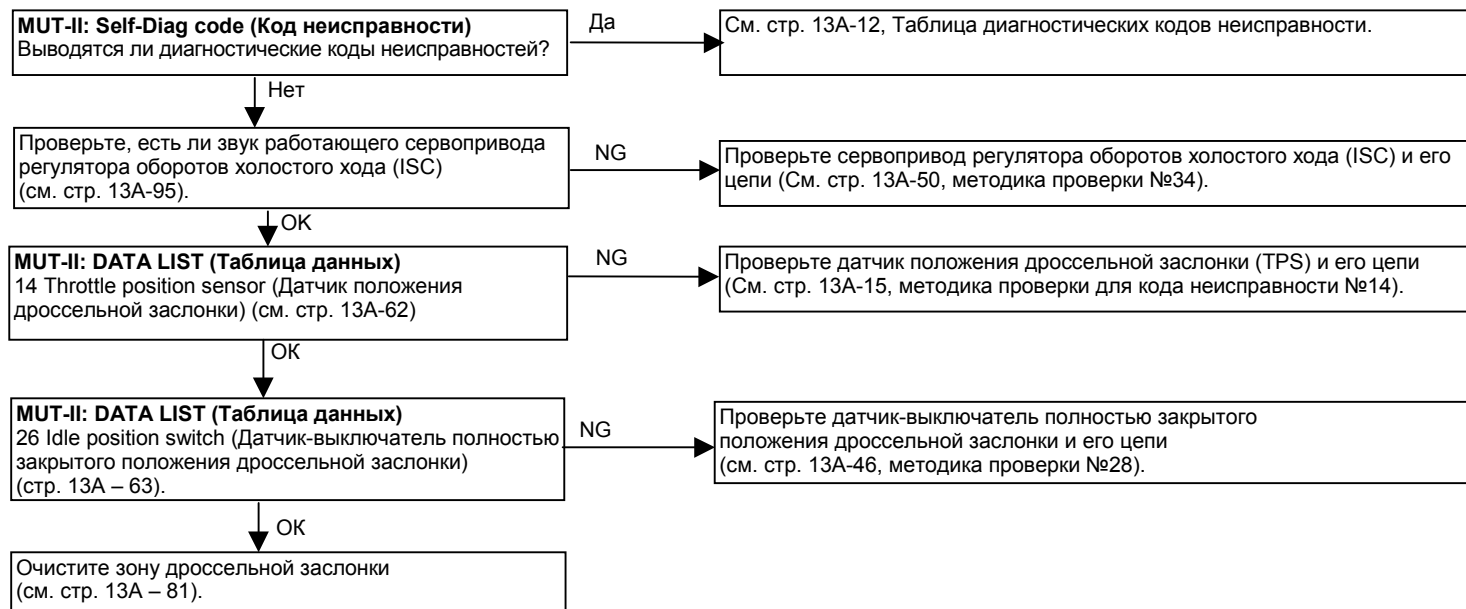 MUT-II: Self-Diag code (Код неисправности)
Выводятся ли диагностические коды неисправностей?
Да
См. стр. 13А-12, Таблица диагностических кодов неисправности.
Нет
Проверьте, есть ли звук работающего сервопривода
регулятора оборотов холостого хода (ISC)
(см. стр. 13А-95).
NG
Проверьте сервопривод регулятора оборотов холостого хода (ISC) и его
цепи (См. стр. 13А-50, методика проверки №34).
OK
MUT-II: DATA LIST (Таблица данных)
14 Throttle position sensor (Датчик положения
дроссельной заслонки) (см. стр. 13А-62)
NG
Проверьте датчик положения дроссельной заслонки (TPS) и его цепи
(См. стр. 13А-15, методика проверки для кода неисправности №14).
OK
MUT-II: DATA LIST (Таблица данных)
26 Idle position switch (Датчик-выключатель полностью
закрытого положения дроссельной заслонки)
(стр. 13А – 63).
NG
Проверьте датчик-выключатель полностью закрытого
положения дроссельной заслонки и его цепи
(см. стр. 13А-46, методика проверки №28).
OK
Очистите зону дроссельной заслонки
(см. стр. 13А – 81).